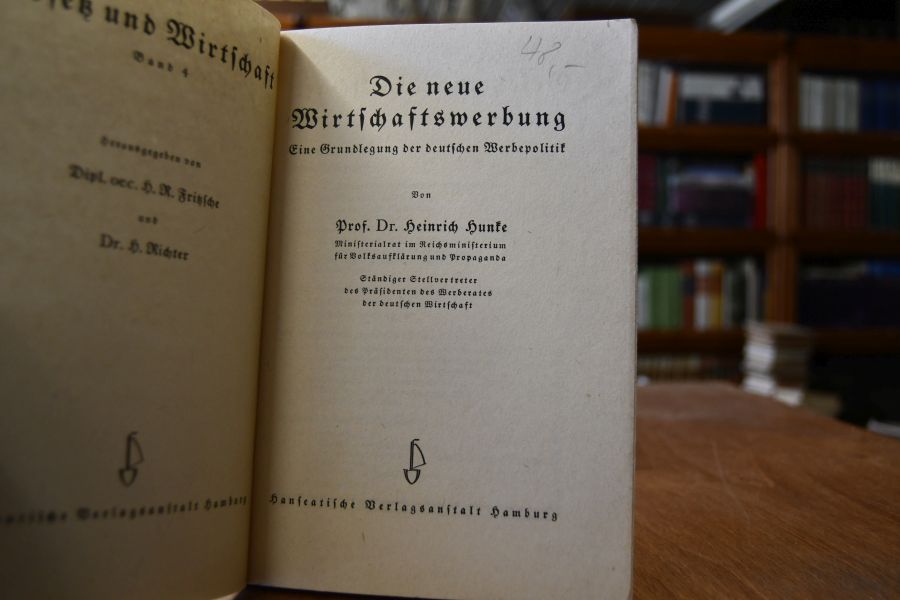 und Wirtschaft
Band 4
Herausgegeben von
Dipl. oec. H. R. Fritzsche
und
Dr. H. Richter
Verlagsanstalt Hamburg
48,–
Die neue
Wirtschaftswerbung
Eine Grundlegung der deutschen Werbepolitik
Von
Prof. Dr. Heinrich Hunke
Ministerialrat im Reichsministerium
für Volksaufklärung und Propaganda
Ständiger Stellvertreter
des Präsidenten des Werberates
der deutschen Wirtschaft
Hanseatische Verlagsanstalt Hamburg